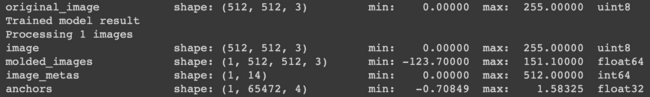 original_image shape: (512, 512, 3) min: 0.00000 max: 255.00000 uint8
Trained model result
Processing 1 images
image shape: (512, 512, 3) min: 0.00000 max: 255.00000 uint8
molded_images shape: (1, 512, 512, 3) min: -123.70000 max: 151.10000 float64
image_metas shape: (1, 14) min: 0.00000 max: 512.00000 int64
anchors shape: (1, 65472, 4) min: -0.70849 max: 1.58325 float32